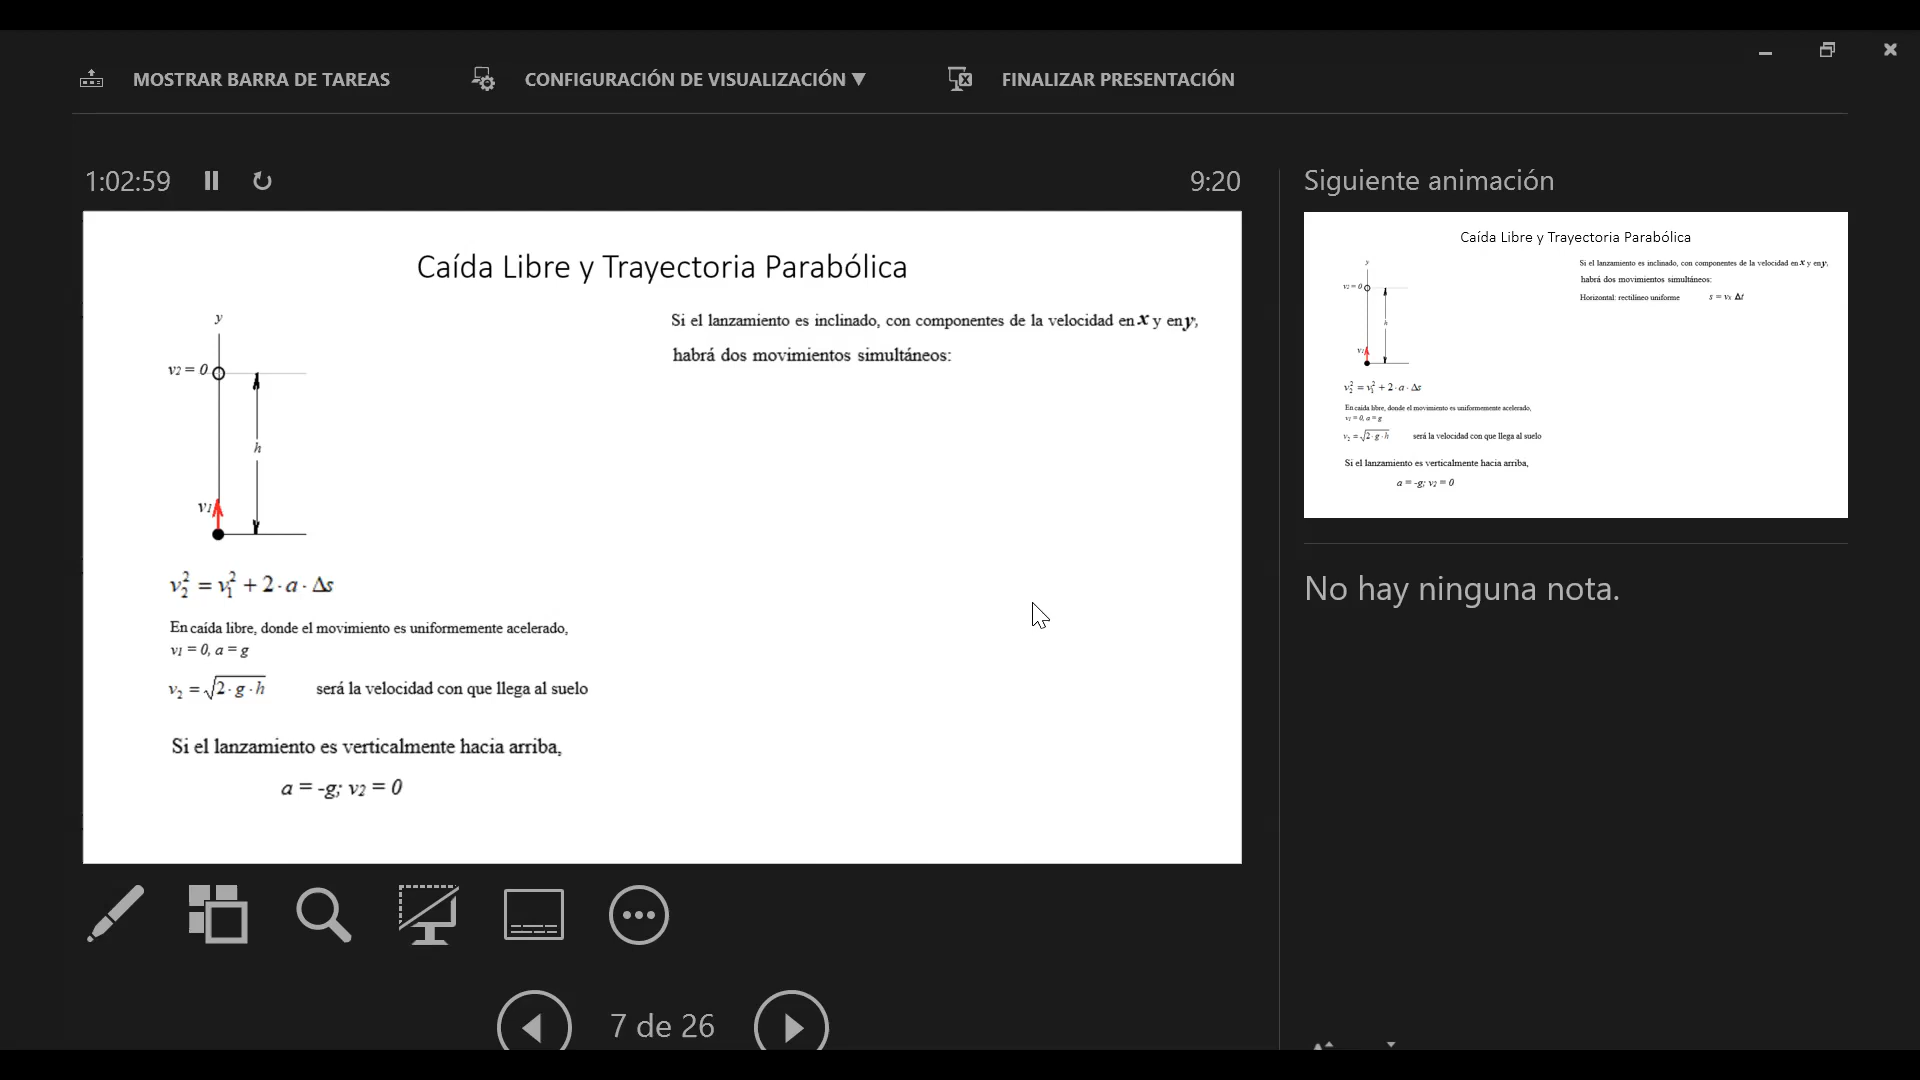 MOSTRAR BARRA DE TAREAS
CONFIGURACIÓN DE VISUALIZACIÓN ▼
FINALIZAR PRESENTACIÓN
1:02:59
9:20
Caída Libre y Trayectoria Parabólica
y
v2 = 0
h
v1
v₂² = v₁² + 2 · a · Δs
En caída libre, donde el movimiento es uniformemente acelerado,
v1 = 0, a = g
v₂ = √2 · g · h será la velocidad con que llega al suelo
Si el lanzamiento es verticalmente hacia arriba,
a = -g; v2 = 0
Si el lanzamiento es inclinado, con componentes de la velocidad en x y en y,
habrá dos movimientos simultáneos:
7 de 26
Siguiente animación
Caída Libre y Trayectoria Parabólica
y
v2 = 0
h
v1
v₂² = v₁² + 2 · a · Δs
En caída libre, donde el movimiento es uniformemente acelerado,
v1 = 0, a = g
v₂ = √2 · g · h será la velocidad con que llega al suelo
Si el lanzamiento es verticalmente hacia arriba,
a = -g; v2 = 0
Si el lanzamiento es inclinado, con componentes de la velocidad en x y en y,
habrá dos movimientos simultáneos:
Horizontal: rectilíneo uniforme s = vx Δt
No hay ninguna nota.